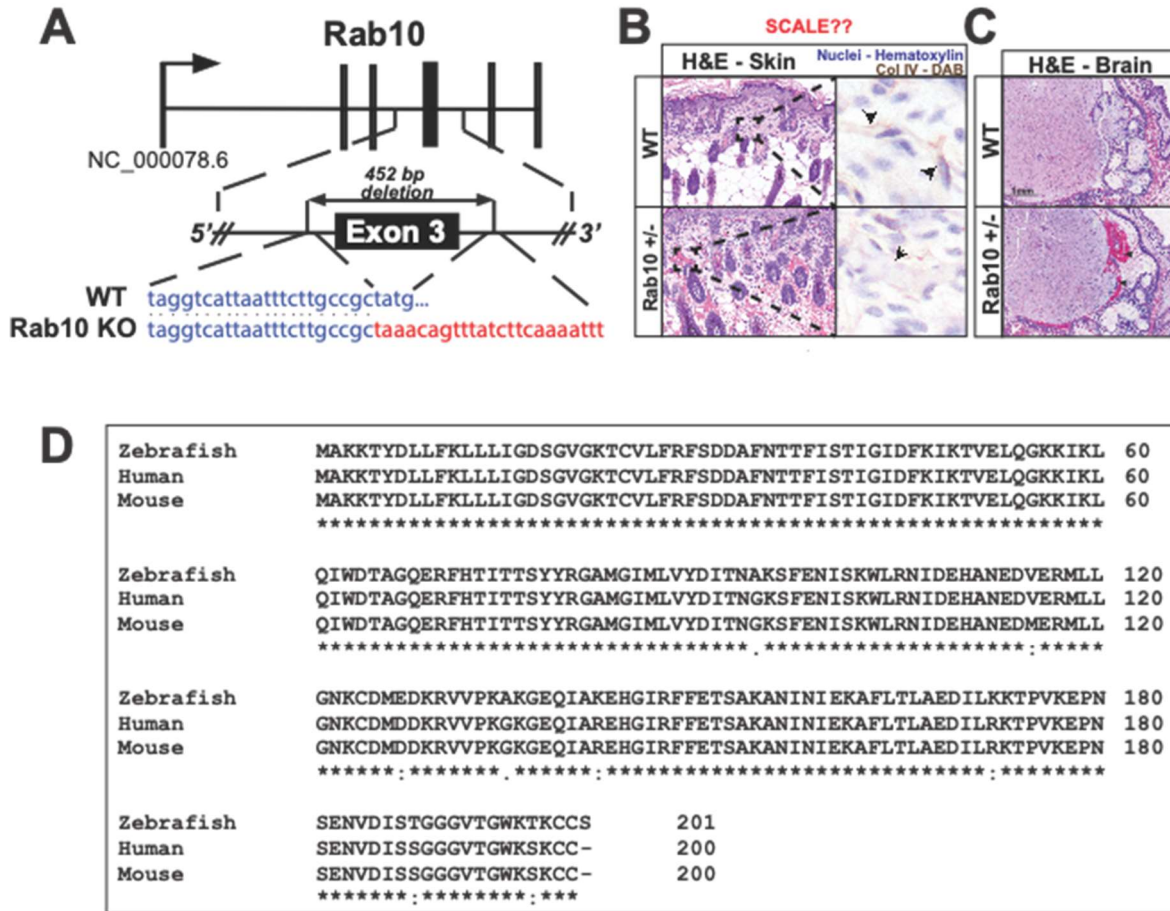 A
Rab10
NC_000078.6
452 bp
deletion
5'
Exon 3
3'
WT
taggtcattaatttcttgccgctatg...
Rab10 KO
taggtcattaatttcttgccgctaaacagtttatcttcaaaattt
B
SCALE??
H&E - Skin
Nuclei - Hematoxylin
Col IV - DAB
WT
Rab10 +/-
C
H&E - Brain
WT
1mm
Rab10 +/-
D
Zebrafish MAKKTYDLLFKLLLIGDSGVGKTCVLFRFSDDAFNTTFISTIGIDFKIKTVELQGKKIKL 60
Human MAKKTYDLLFKLLLIGDSGVGKTCVLFRFSDDAFNTTFISTIGIDFKIKTVELQGKKIKL 60
Mouse MAKKTYDLLFKLLLIGDSGVGKTCVLFRFSDDAFNTTFISTIGIDFKIKTVELQGKKIKL 60
************************************************************
Zebrafish QIWDTAGQERFHTITTSYYRGAMGIMLVYDITNAKSFENISKWLRNIDEHANEDVERMLL 120
Human QIWDTAGQERFHTITTSYYRGAMGIMLVYDITNGKSFENISKWLRNIDEHANEDVERMLL 120
Mouse QIWDTAGQERFHTITTSYYRGAMGIMLVYDITNGKSFENISKWLRNIDEHANEDMERMLL 120
*********************************.********************:*****
Zebrafish GNKCDMEDKRVVPKAKGEQIAKEHGIRFFETSAKANINIEKAFLTLAEDILKKTPVKEPN 180
Human GNKCDMDDKRVVPKGKGEQIAREHGIRFFETSAKANINIEKAFLTLAEDILRKTPVKEPN 180
Mouse GNKCDMDDKRVVPKGKGEQIAREHGIRFFETSAKANINIEKAFLTLAEDILRKTPVKEPN 180
******:*******.******:*****************************:********
Zebrafish SENVDISTGGGVTGWKTKCCS 201
Human SENVDISSGGGVTGWKSKCC- 200
Mouse SENVDISSGGGVTGWKSKCC- 200
*******:********:***